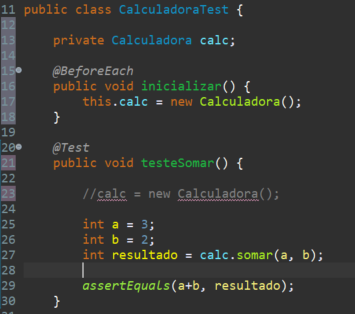 11 public class CalculadoraTest {
12
13     private Calculadora calc;
14
15     @BeforeEach
16     public void inicializar() {
17         this.calc = new Calculadora();
18     }
19
20     @Test
21     public void testeSomar() {
22
23         //calc = new Calculadora();
24
25         int a = 3;
26         int b = 2;
27         int resultado = calc.somar(a, b);
28
29         assertEquals(a+b, resultado);
30     }